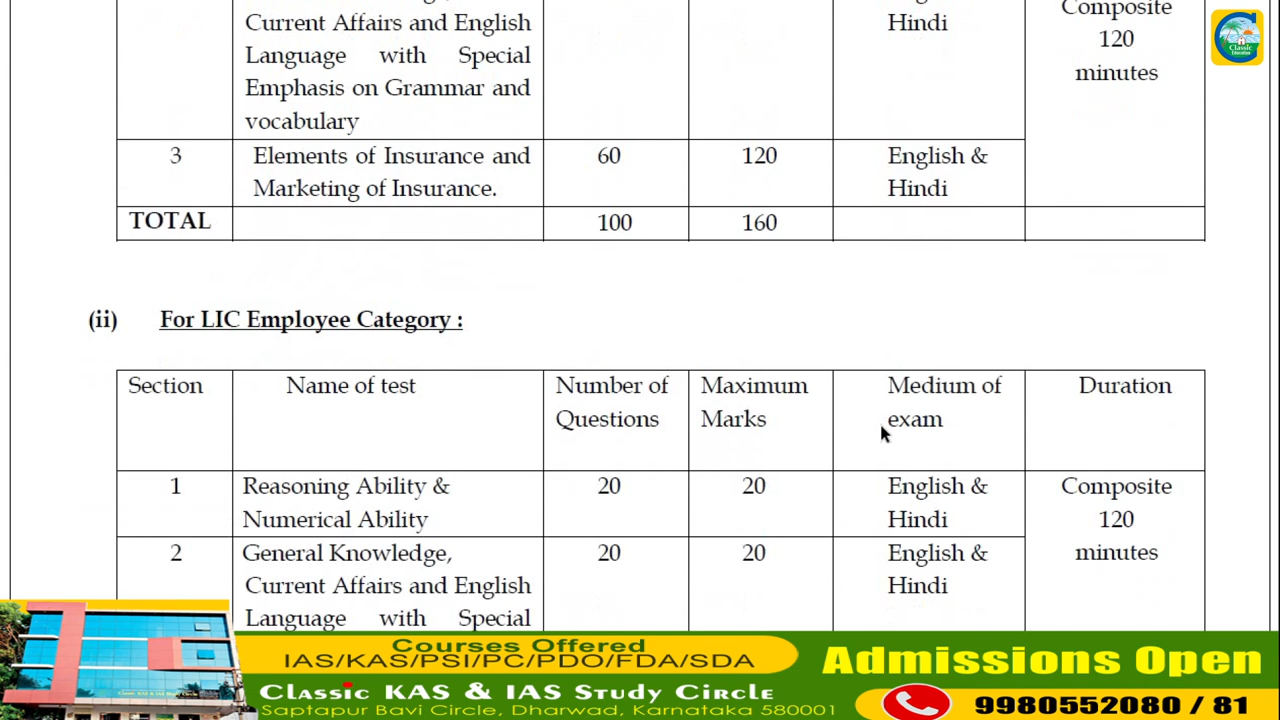 Composite
Current Affairs and English Hindi 120
Language with Special minutes
Emphasis on Grammar and
vocabulary
3 Elements of Insurance and 60 120 English &
Marketing of Insurance. Hindi
TOTAL 100 160
(ii) For LIC Employee Category :
Section Name of test Number of Maximum Medium of Duration
Questions Marks exam
1 Reasoning Ability & 20 20 English & Composite
Numerical Ability Hindi 120
2 General Knowledge, 20 20 English & minutes
Current Affairs and English Hindi
Language with Special
Courses Offered
IAS/KAS/PSI/PC/PDO/FDA/SDA
Classic KAS & IAS Study Circle
Saptapur Bavi Circle, Dharwad, Karnataka 580001
Admissions Open
9980552080 / 81
Classic
Education